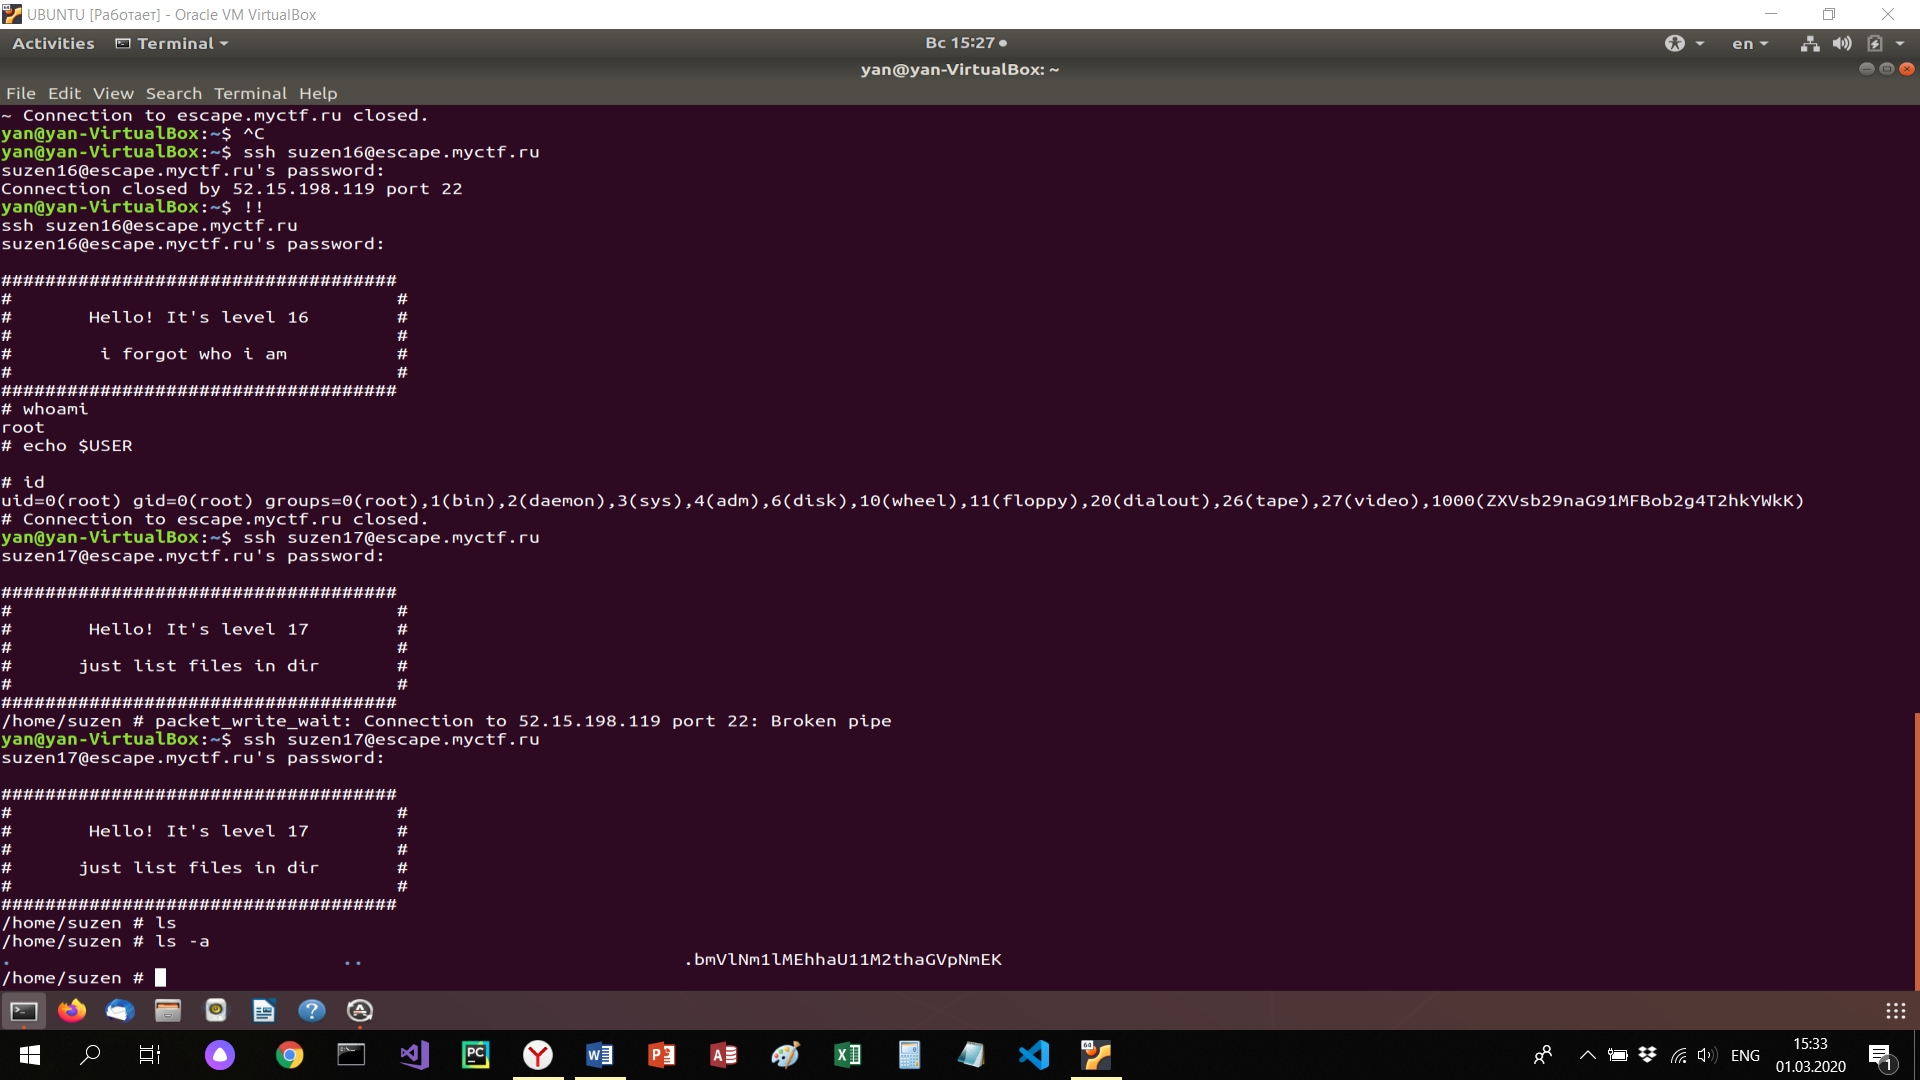 UBUNTU [Работает] - Oracle VM VirtualBox
Activities Terminal Вс 15:27 en
yan@yan-VirtualBox: ~
File Edit View Search Terminal Help
~ Connection to escape.myctf.ru closed.
yan@yan-VirtualBox:~$ ^C
yan@yan-VirtualBox:~$ ssh suzen16@escape.myctf.ru
suzen16@escape.myctf.ru's password:
Connection closed by 52.15.198.119 port 22
yan@yan-VirtualBox:~$ !!
ssh suzen16@escape.myctf.ru
suzen16@escape.myctf.ru's password:
####################################
# #
# Hello! It's level 16 #
# #
# i forgot who i am #
# #
####################################
# whoami
root
# echo $USER
# id
uid=0(root) gid=0(root) groups=0(root),1(bin),2(daemon),3(sys),4(adm),6(disk),10(wheel),11(floppy),20(dialout),26(tape),27(video),1000(ZXVsb29naG91MFBob2g4T2hkYWkK)
# Connection to escape.myctf.ru closed.
yan@yan-VirtualBox:~$ ssh suzen17@escape.myctf.ru
suzen17@escape.myctf.ru's password:
####################################
# #
# Hello! It's level 17 #
# #
# just list files in dir #
# #
####################################
/home/suzen # packet_write_wait: Connection to 52.15.198.119 port 22: Broken pipe
yan@yan-VirtualBox:~$ ssh suzen17@escape.myctf.ru
suzen17@escape.myctf.ru's password:
####################################
# #
# Hello! It's level 17 #
# #
# just list files in dir #
# #
####################################
/home/suzen # ls
/home/suzen # ls -a
. .. .bmVlNm1lMEhhaU11M2thaGVpNmEK
/home/suzen #
ENG 15:33
01.03.2020 1